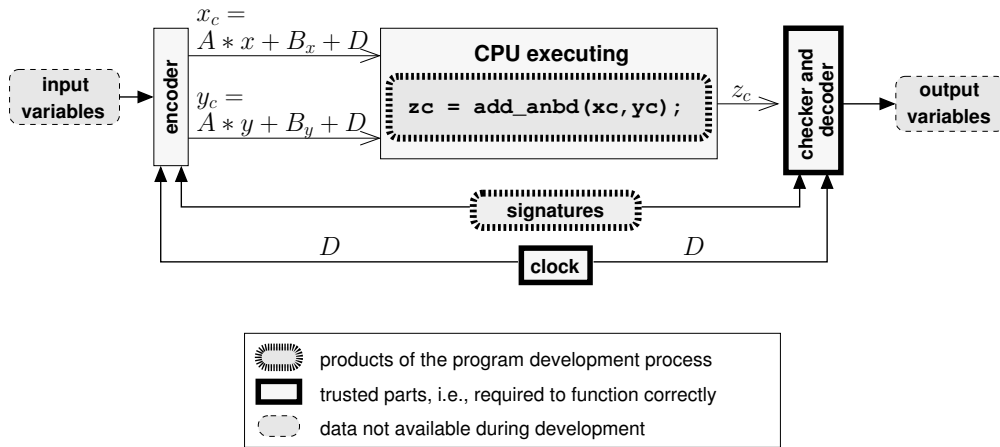 x_c =
A * x + B_x + D
y_c =
A * y + B_y + D
input
variables
encoder
CPU executing
zc = add_anbd(xc,yc);
z_c
checker and
decoder
output
variables
signatures
D
D
clock
products of the program development process
trusted parts, i.e., required to function correctly
data not available during development